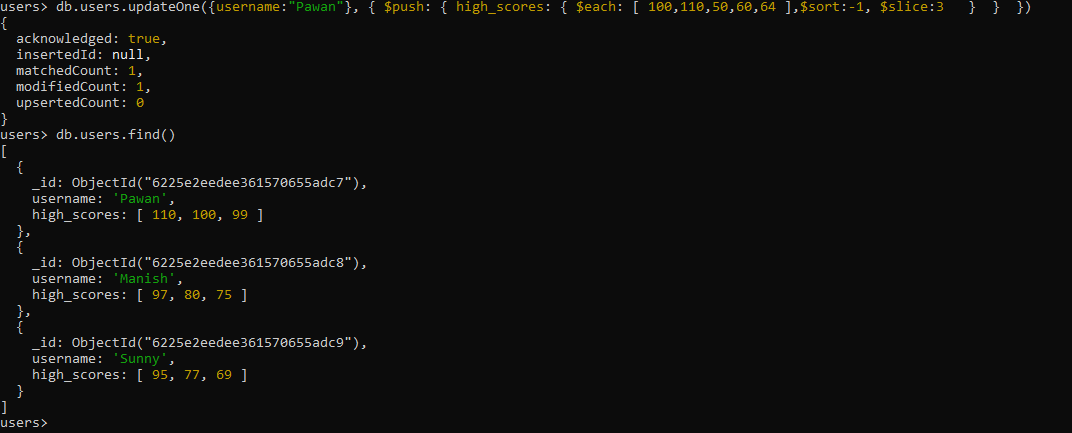 users> db.users.updateOne({username:"Pawan"}, { $push: { high_scores: { $each: [ 100,110,50,60,64 ],$sort:-1, $slice:3   }  }  })
{
  acknowledged: true,
  insertedId: null,
  matchedCount: 1,
  modifiedCount: 1,
  upsertedCount: 0
}
users> db.users.find()
[
  {
    _id: ObjectId("6225e2eedee361570655adc7"),
    username: 'Pawan',
    high_scores: [ 110, 100, 99 ]
  },
  {
    _id: ObjectId("6225e2eedee361570655adc8"),
    username: 'Manish',
    high_scores: [ 97, 80, 75 ]
  },
  {
    _id: ObjectId("6225e2eedee361570655adc9"),
    username: 'Sunny',
    high_scores: [ 95, 77, 69 ]
  }
]
users>